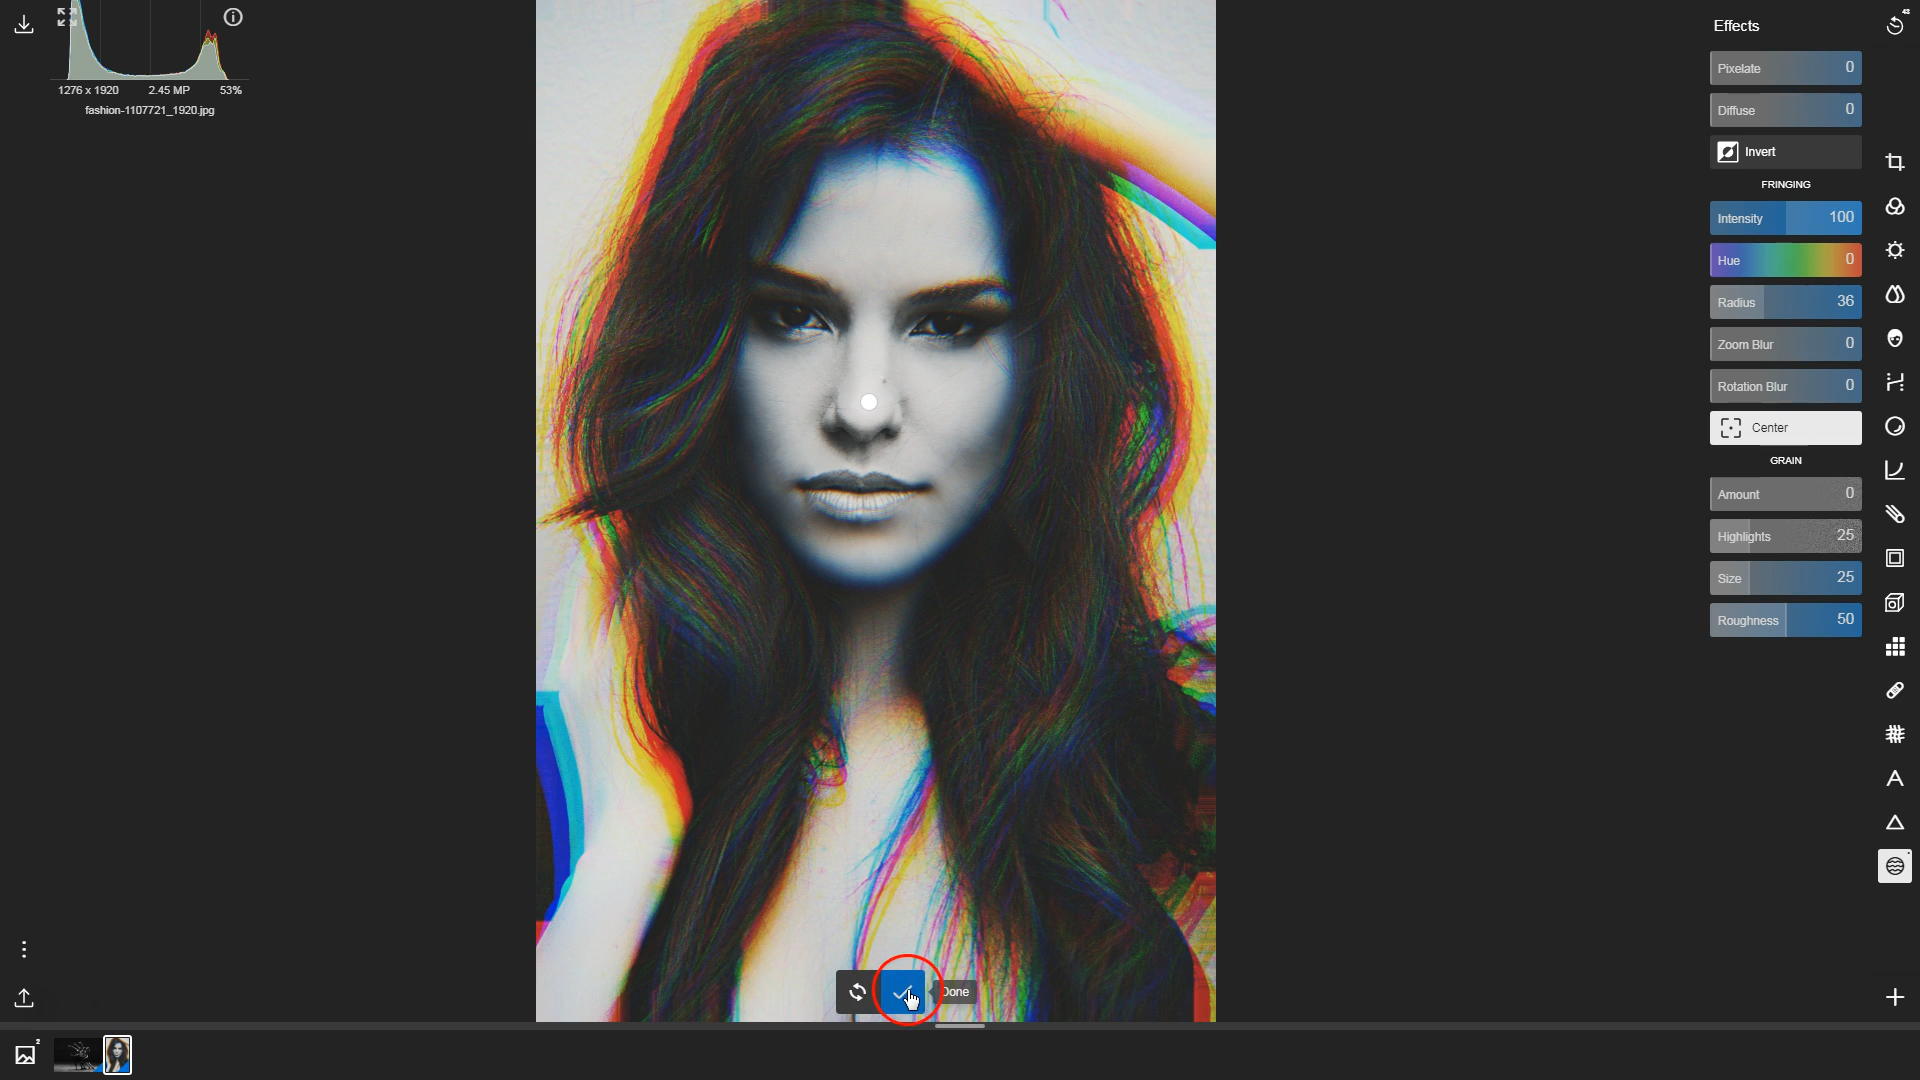 1276 x 1920 2.45 MP 53%
fashion-1107721_1920.jpg
Effects
43
Pixelate 0
Diffuse 0
Invert
FRINGING
Intensity 100
Hue 0
Radius 36
Zoom Blur 0
Rotation Blur 0
Center
GRAIN
Amount 0
Highlights 25
Size 25
Roughness 50
Done
2